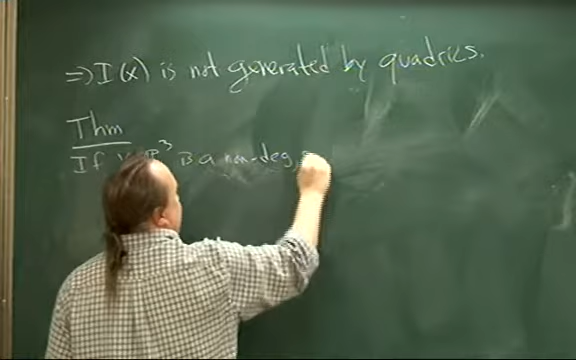 ⇒ I(X) is not generated by quadrics.
Thm
If P³ is a non-deg